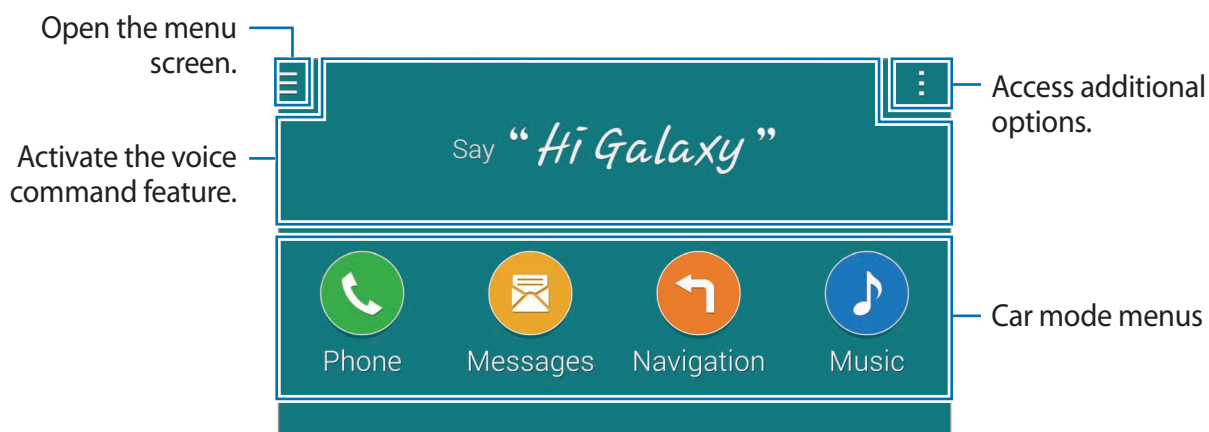 Open the menu
screen.
Access additional
options.
Say “Hi Galaxy”
Activate the voice
command feature.
Phone Messages Navigation Music
Car mode menus